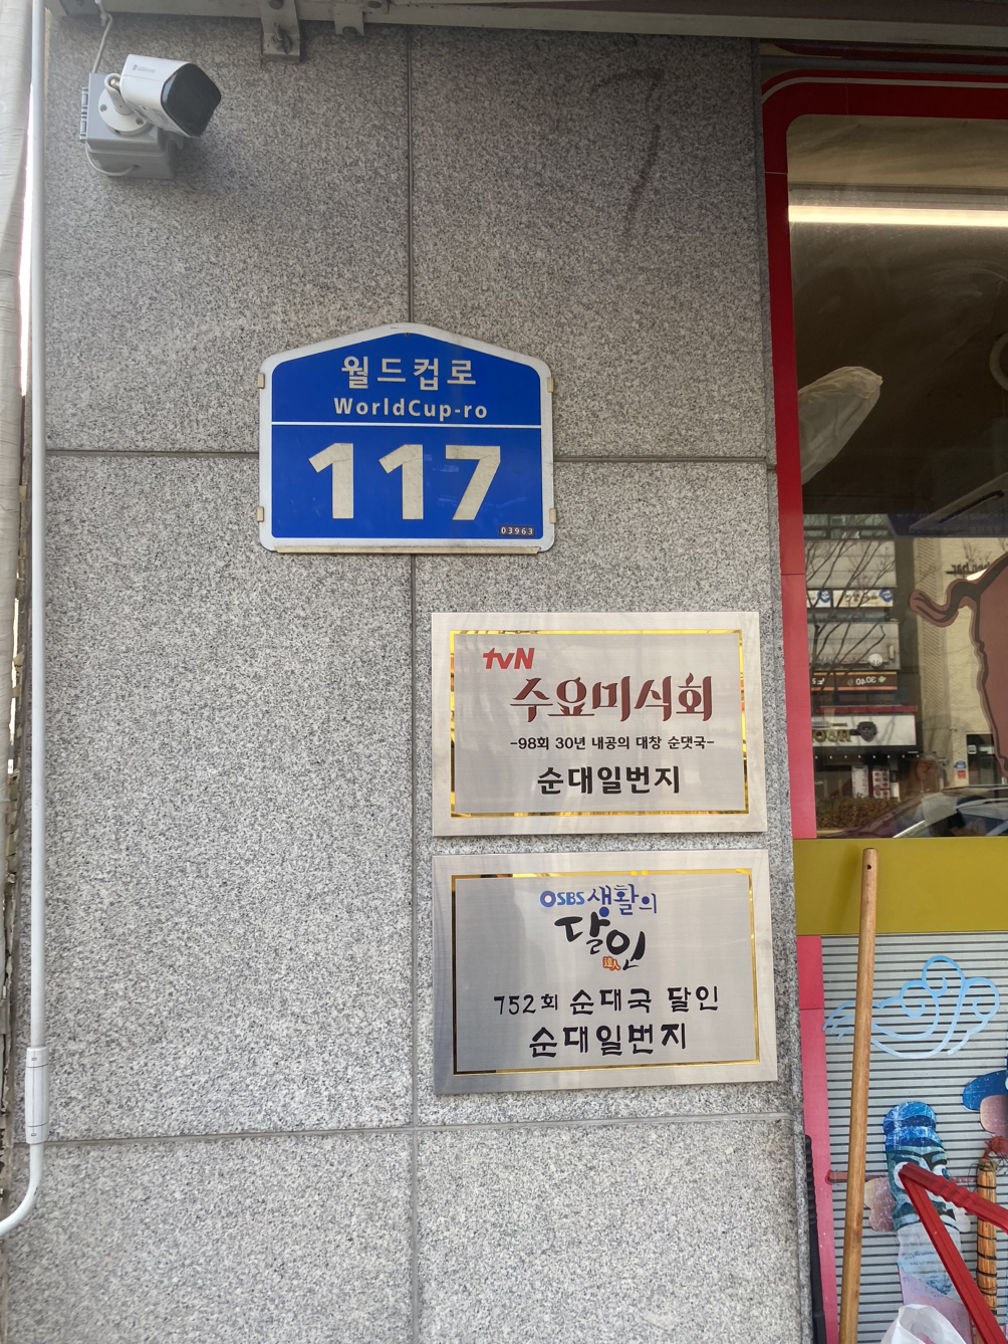 월드컵로
WorldCup-ro
117
03963
tvN
수요미식회
-98회 30년 내공의 대창 순댓국-
순대일번지
SBS 생활의
달인
達人
752회 순대국 달인
순대일번지